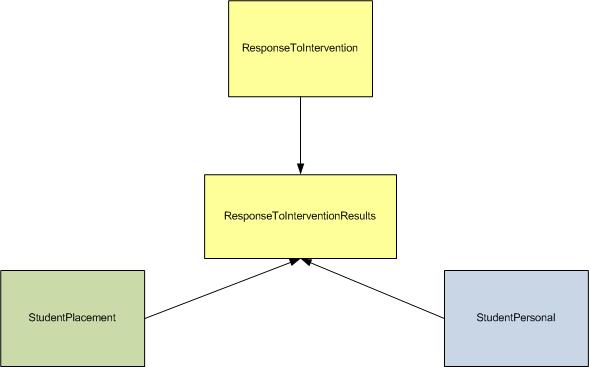 ResponseToIntervention
ResponseToInterventionResults
StudentPlacement
StudentPersonal